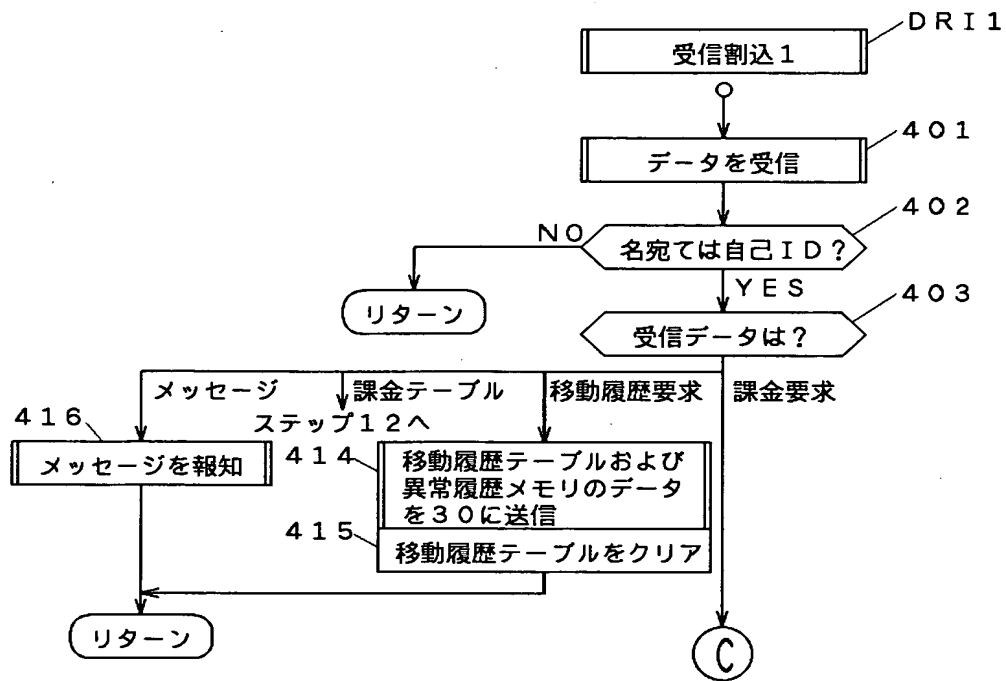 DRI1
受信割込1
401
データを受信
402
NO
名宛ては自己ID?
YES
403
リターン
受信データは?
メッセージ
課金テーブル
移動履歴要求
課金要求
ステップ12へ
416
メッセージを報知
414
移動履歴テーブルおよび
異常履歴メモリのデータ
を30に送信
415
移動履歴テーブルをクリア
リターン
C